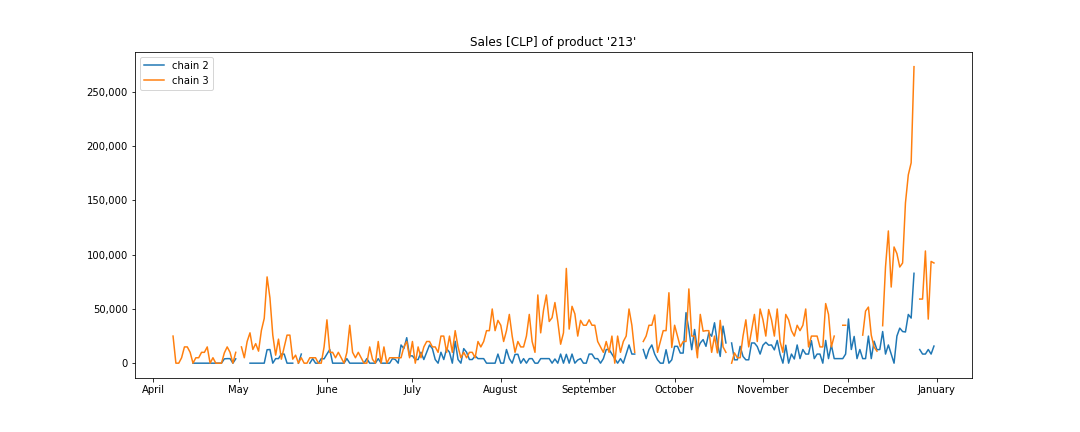 Sales [CLP] of product '213'
chain 2
chain 3
250,000
200,000
150,000
100,000
50,000
0
April May June July August September October November December January